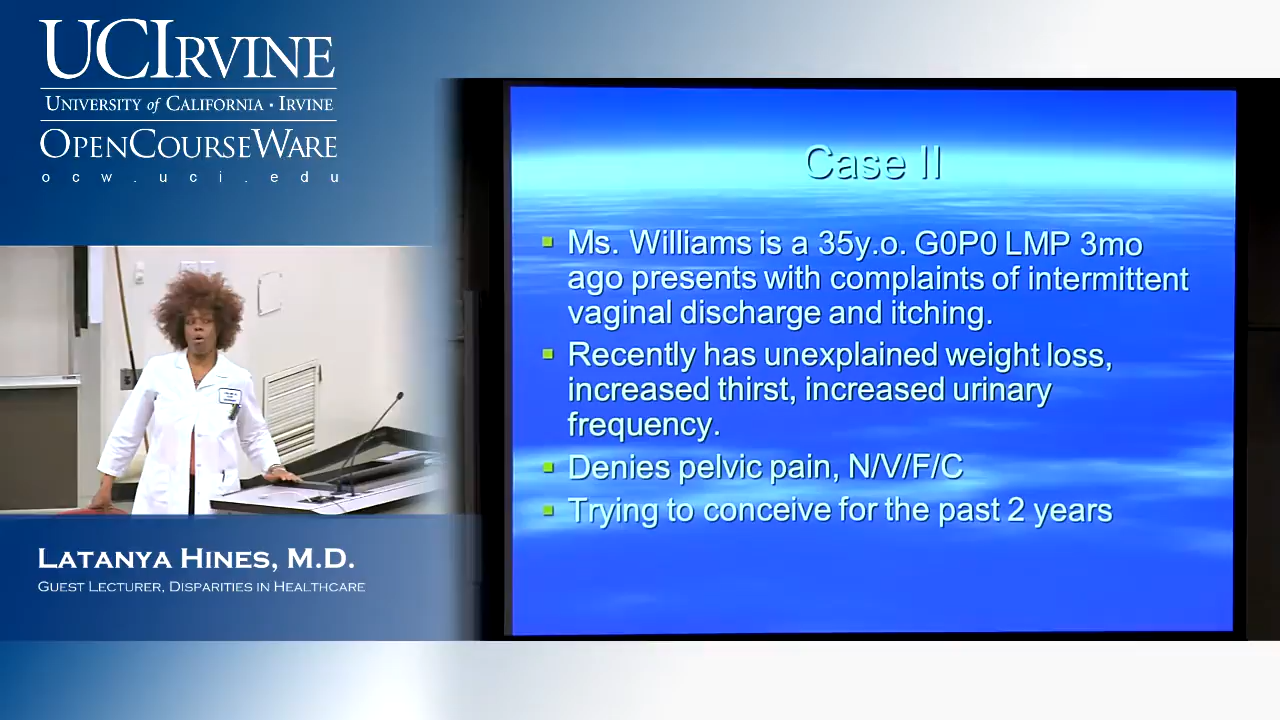 UCIRVINE
UNIVERSITY of CALIFORNIA · IRVINE
OPENCOURSEWARE
ocw.uci.edu
Case II
Ms. Williams is a 35y.o. G0P0 LMP 3mo
ago presents with complaints of intermittent
vaginal discharge and itching.
Recently has unexplained weight loss,
increased thirst, increased urinary
frequency.
Denies pelvic pain, N/V/F/C
Trying to conceive for the past 2 years
LATANYA HINES, M.D.
GUEST LECTURER, DISPARITIES IN HEALTHCARE